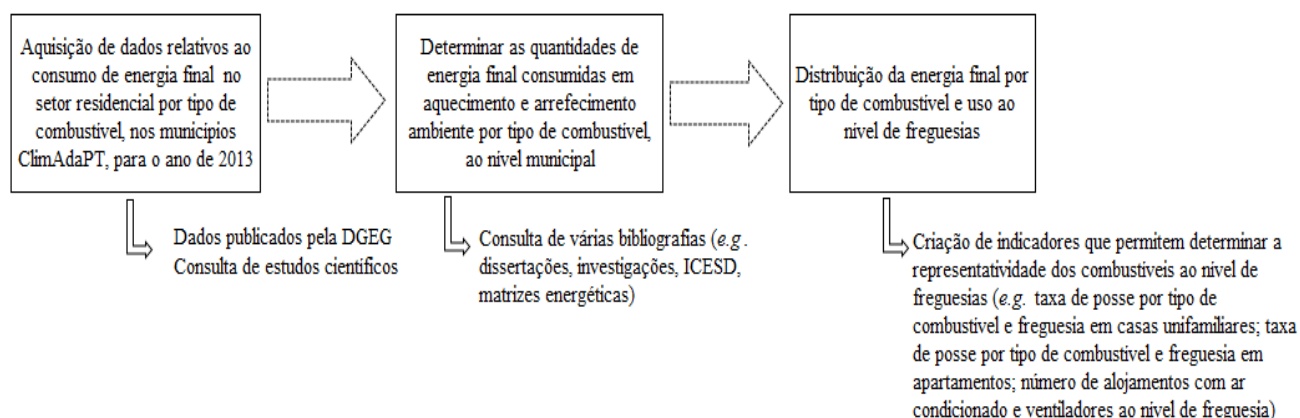 Aquisição de dados relativos ao
consumo de energia final no
setor residencial por tipo de
combustível, nos municípios
ClimAdaPT, para o ano de 2013
Determinar as quantidades de
energia final consumidas em
aquecimento e arrefecimento
ambiente por tipo de combustível,
ao nível municipal
Distribuição da energia final por
tipo de combustível e uso ao
nível de freguesias
Dados publicados pela DGEG
Consulta de estudos científicos
Consulta de várias bibliografias (e.g.
dissertações, investigações, ICESD,
matrizes energéticas)
Criação de indicadores que permitem determinar a
representatividade dos combustíveis ao nível de
freguesias (e.g. taxa de posse por tipo de
combustível e freguesia em casas unifamiliares; taxa
de posse por tipo de combustível e freguesia em
apartamentos; número de alojamentos com ar
condicionado e ventiladores ao nível de freguesia)